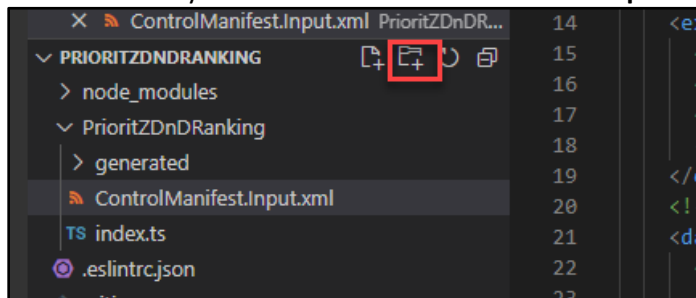 ControlManifest.Input.xml PrioritZDnDR...
14 <e
PRIORITZDNDRANKING
15
node_modules
16
PrioritZDnDRanking
17
generated
18
ControlManifest.Input.xml
19 </
20 <!
TS index.ts
21 <d
.eslintrc.json
22